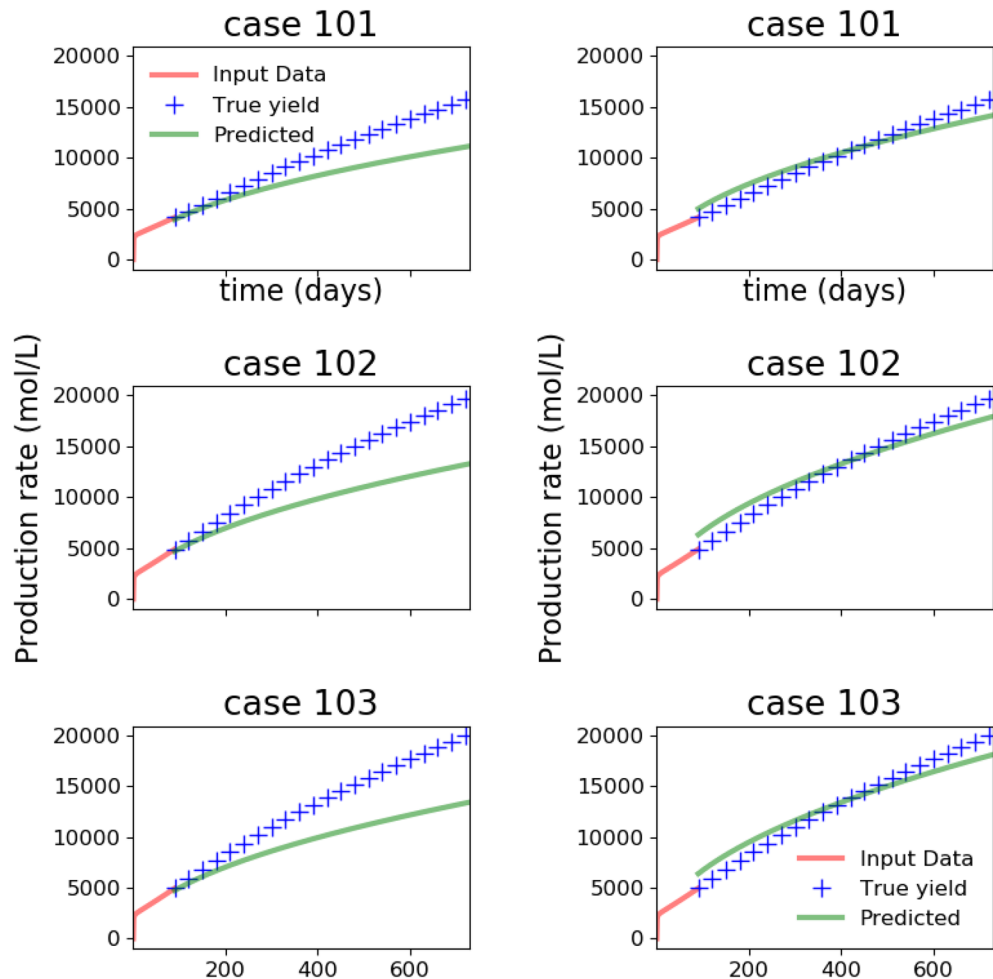 case 101
20000
15000
10000
5000
0
Input Data
True yield
Predicted
time (days)
case 101
20000
15000
10000
5000
0
time (days)
Production rate (mol/L)
case 102
20000
15000
10000
5000
0
Production rate (mol/L)
case 102
20000
15000
10000
5000
0
case 103
20000
15000
10000
5000
0
200
400
600
case 103
20000
15000
10000
5000
0
Input Data
True yield
Predicted
200
400
600